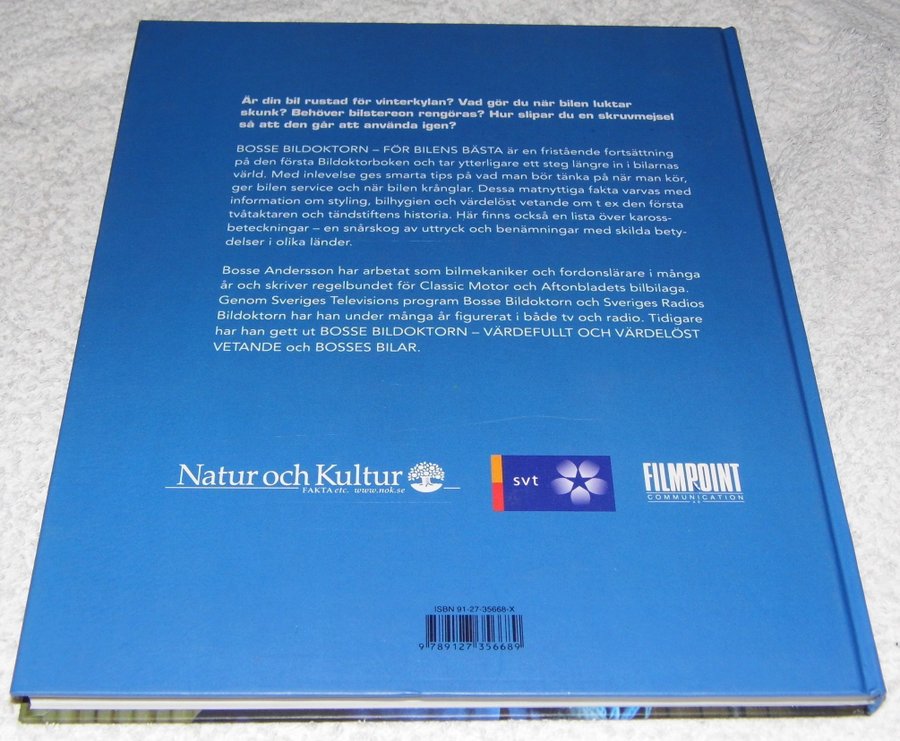 Är din bil rustad för vinterkylan? Vad gör du när bilen luktar
skunk? Behöver bilstereon rengöras? Hur slipar du en skruvmejsel
så att den går att använda igen?
BOSSE BILDOKTORN – FÖR BILENS BÄSTA är en fristående fortsättning
på den första Bildoktorboken och tar ytterligare ett steg längre in i bilarnas
värld. Med inlevelse ges smarta tips på vad man bör tänka på när man kör,
ger bilen service och när bilen krånglar. Dessa matnyttiga fakta varvas med
information om styling, bilhygien och värdelöst vetande om t ex den första
tvåtaktaren och tändstiftens historia. Här finns också en lista över kaross-
beteckningar – en snårskog av uttryck och benämningar med skilda bety-
delser i olika länder.
Bosse Andersson har arbetat som bilmekaniker och fordonslärare i många
år och skriver regelbundet för Classic Motor och Aftonbladets bilbilaga.
Genom Sveriges Televisions program Bosse Bildoktorn och Sveriges Radios
Bildoktorn har han under många år figurerat i både tv och radio. Tidigare
har han gett ut BOSSE BILDOKTORN – VÄRDEFULLT OCH VÄRDELÖST
VETANDE och BOSSES BILAR.
Natur och Kultur
FAKTA etc. www.nok.se
svt
FILMPOINT
COMMUNICATION
AB
ISBN 91-27-35668-X
9 789127 356689